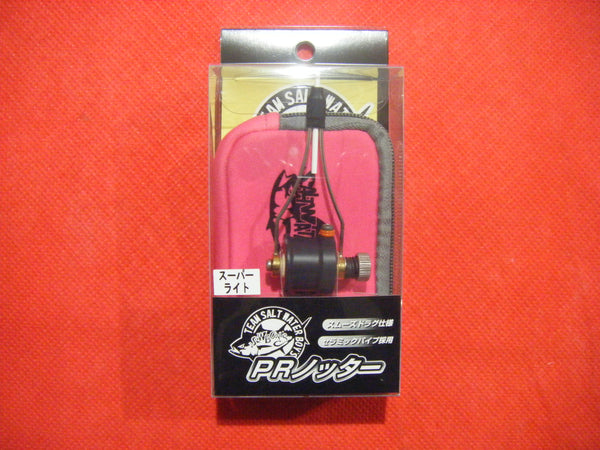 TEAM SALT WATER
スーパー
ライト
TEAM SALT WATER BOY'S
スムーズドラグ仕様
セラミックパイプ採用
PRノッター